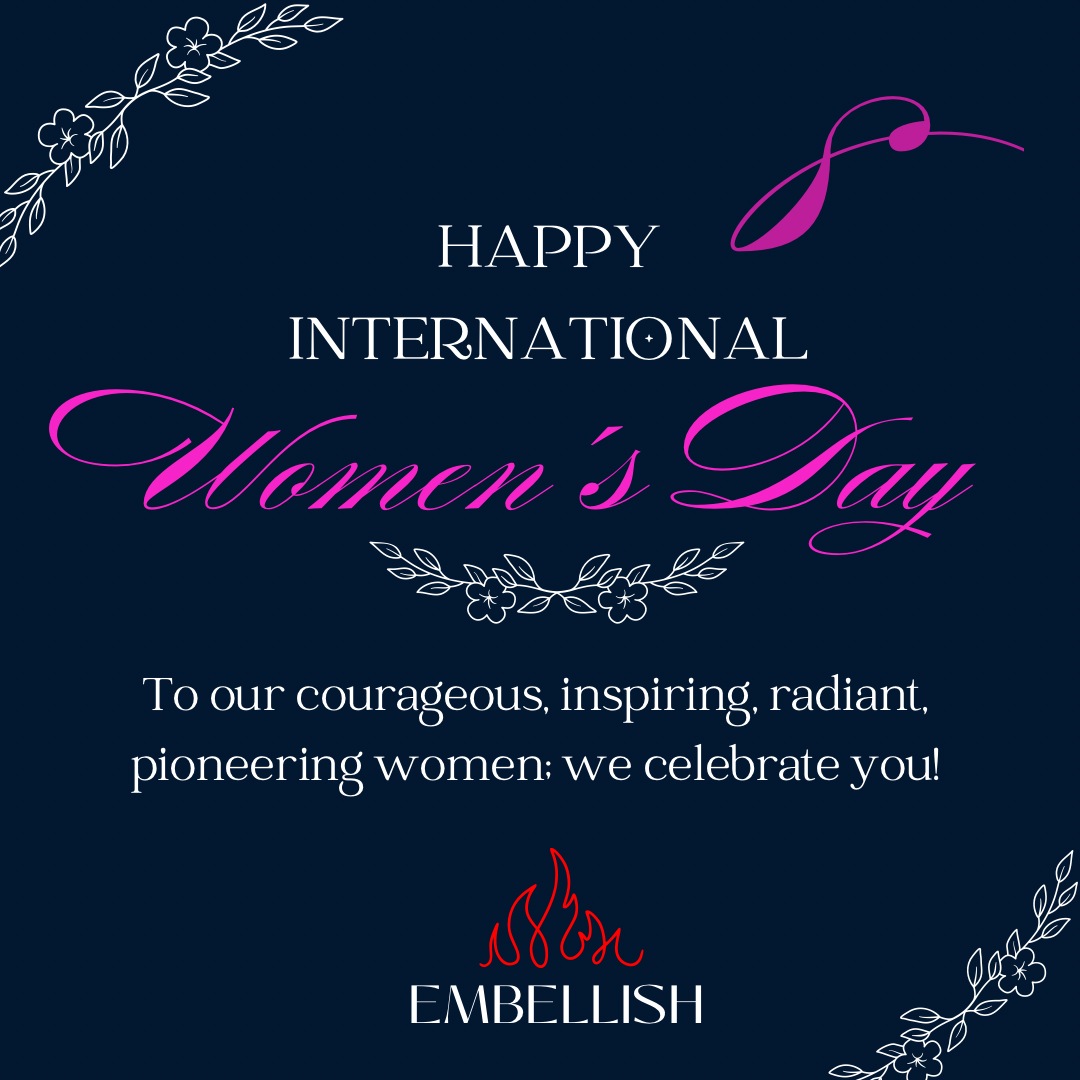 HAPPY
INTERNATIONAL
Women's Day
To our courageous, inspiring, radiant,
pioneering women; we celebrate you!
EMBELLISH